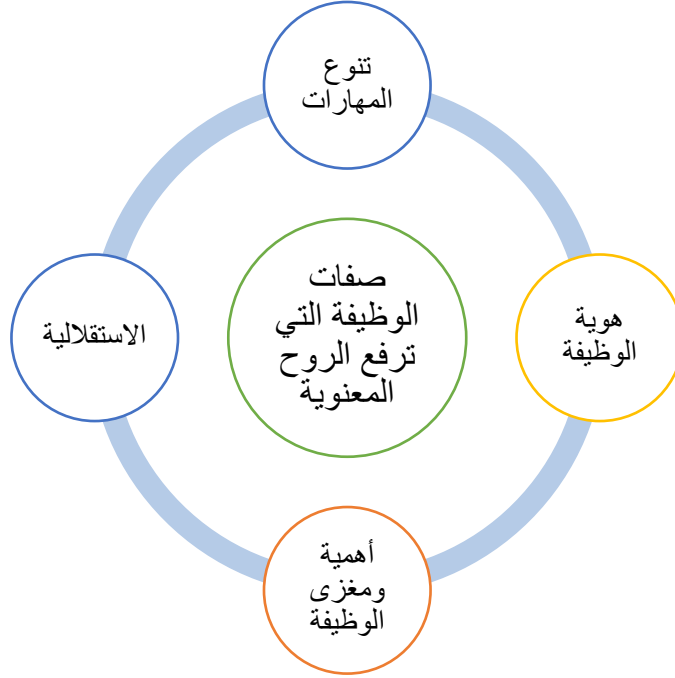 تنوع
المهارات
صفات
الوظيفة التي
ترفع الروح
المعنوية
هوية
الوظيفة
الاستقلالية
أهمية
ومغزى
الوظيفة